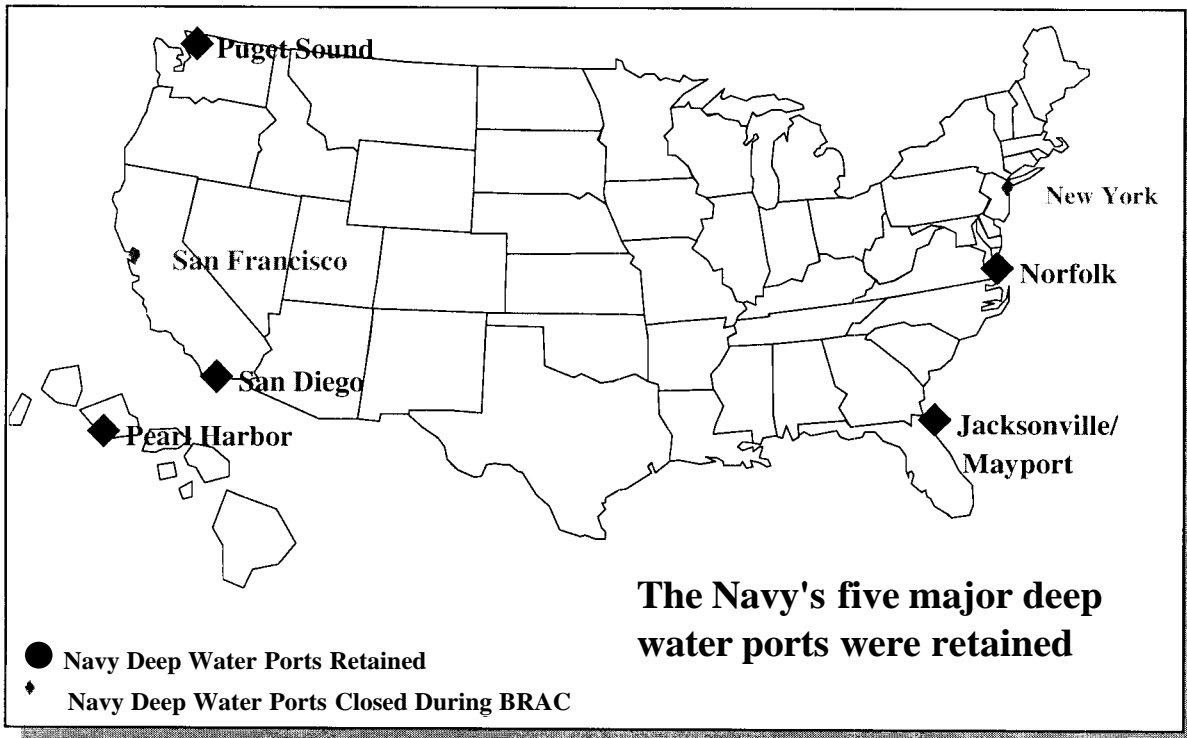 Puget Sound
New York
San Francisco
Norfolk
San Diego
Pearl Harbor
Jacksonville/
Mayport
The Navy's five major deep
water ports were retained
Navy Deep Water Ports Retained
Navy Deep Water Ports Closed During BRAC